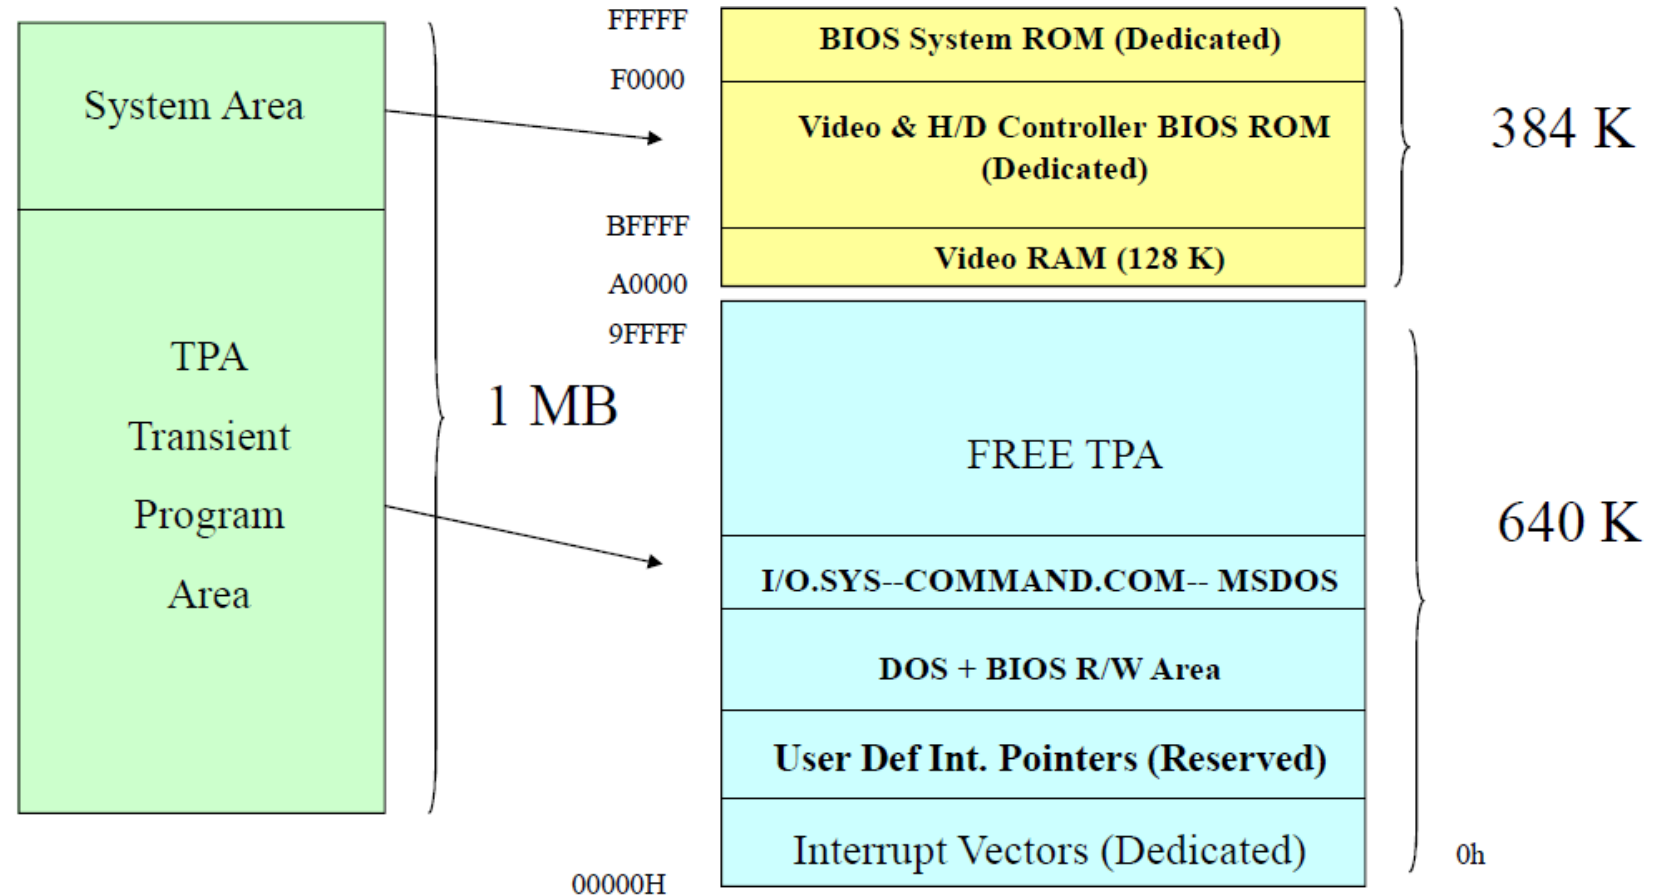 System Area
TPA
Transient
Program
Area
1 MB
FFFFF
BIOS System ROM (Dedicated)
F0000
Video & H/D Controller BIOS ROM
(Dedicated)
384 K
BFFFF
Video RAM (128 K)
A0000
9FFFF
FREE TPA
640 K
I/O.SYS--COMMAND.COM-- MSDOS
DOS + BIOS R/W Area
User Def Int. Pointers (Reserved)
Interrupt Vectors (Dedicated)
0h
00000H